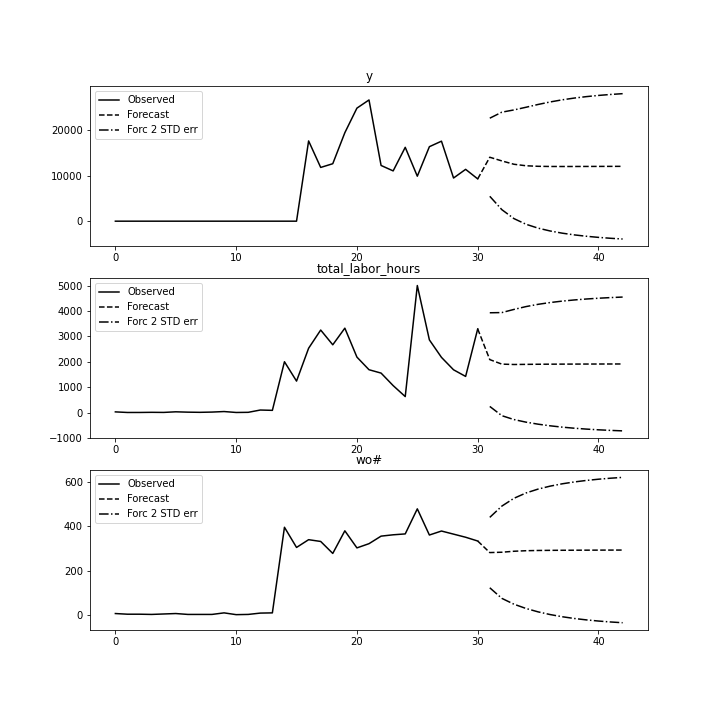 y
Observed
Forecast
Forc 2 STD err
20000
10000
0
0 10 20 30 40
total_labor_hours
Observed
Forecast
Forc 2 STD err
5000
4000
3000
2000
1000
0
−1000
0 10 20 30 40
wo#
Observed
Forecast
Forc 2 STD err
600
400
200
0
0 10 20 30 40